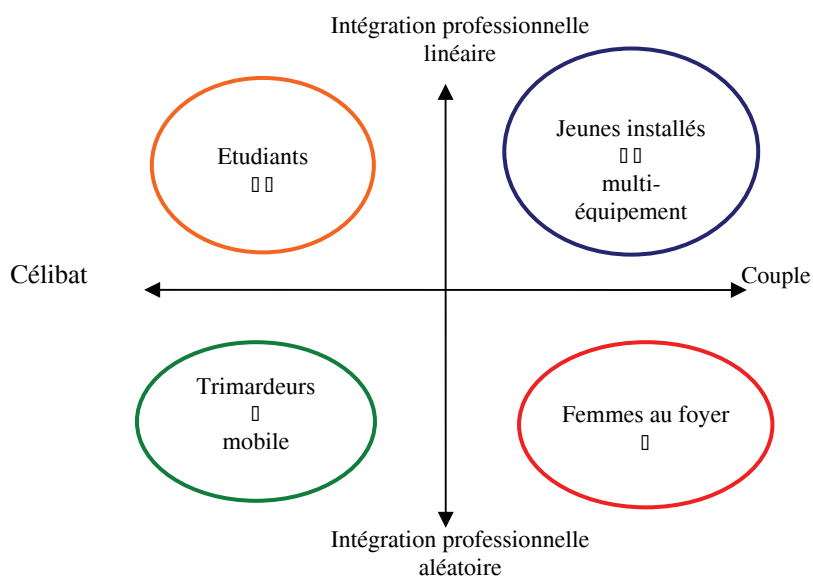 Intégration professionnelle
linéaire
Etudiants
▯▯
Jeunes installés
▯▯
multi-
équipement
Célibat
Couple
Trimardeurs
▯
mobile
Femmes au foyer
▯
Intégration professionnelle
aléatoire